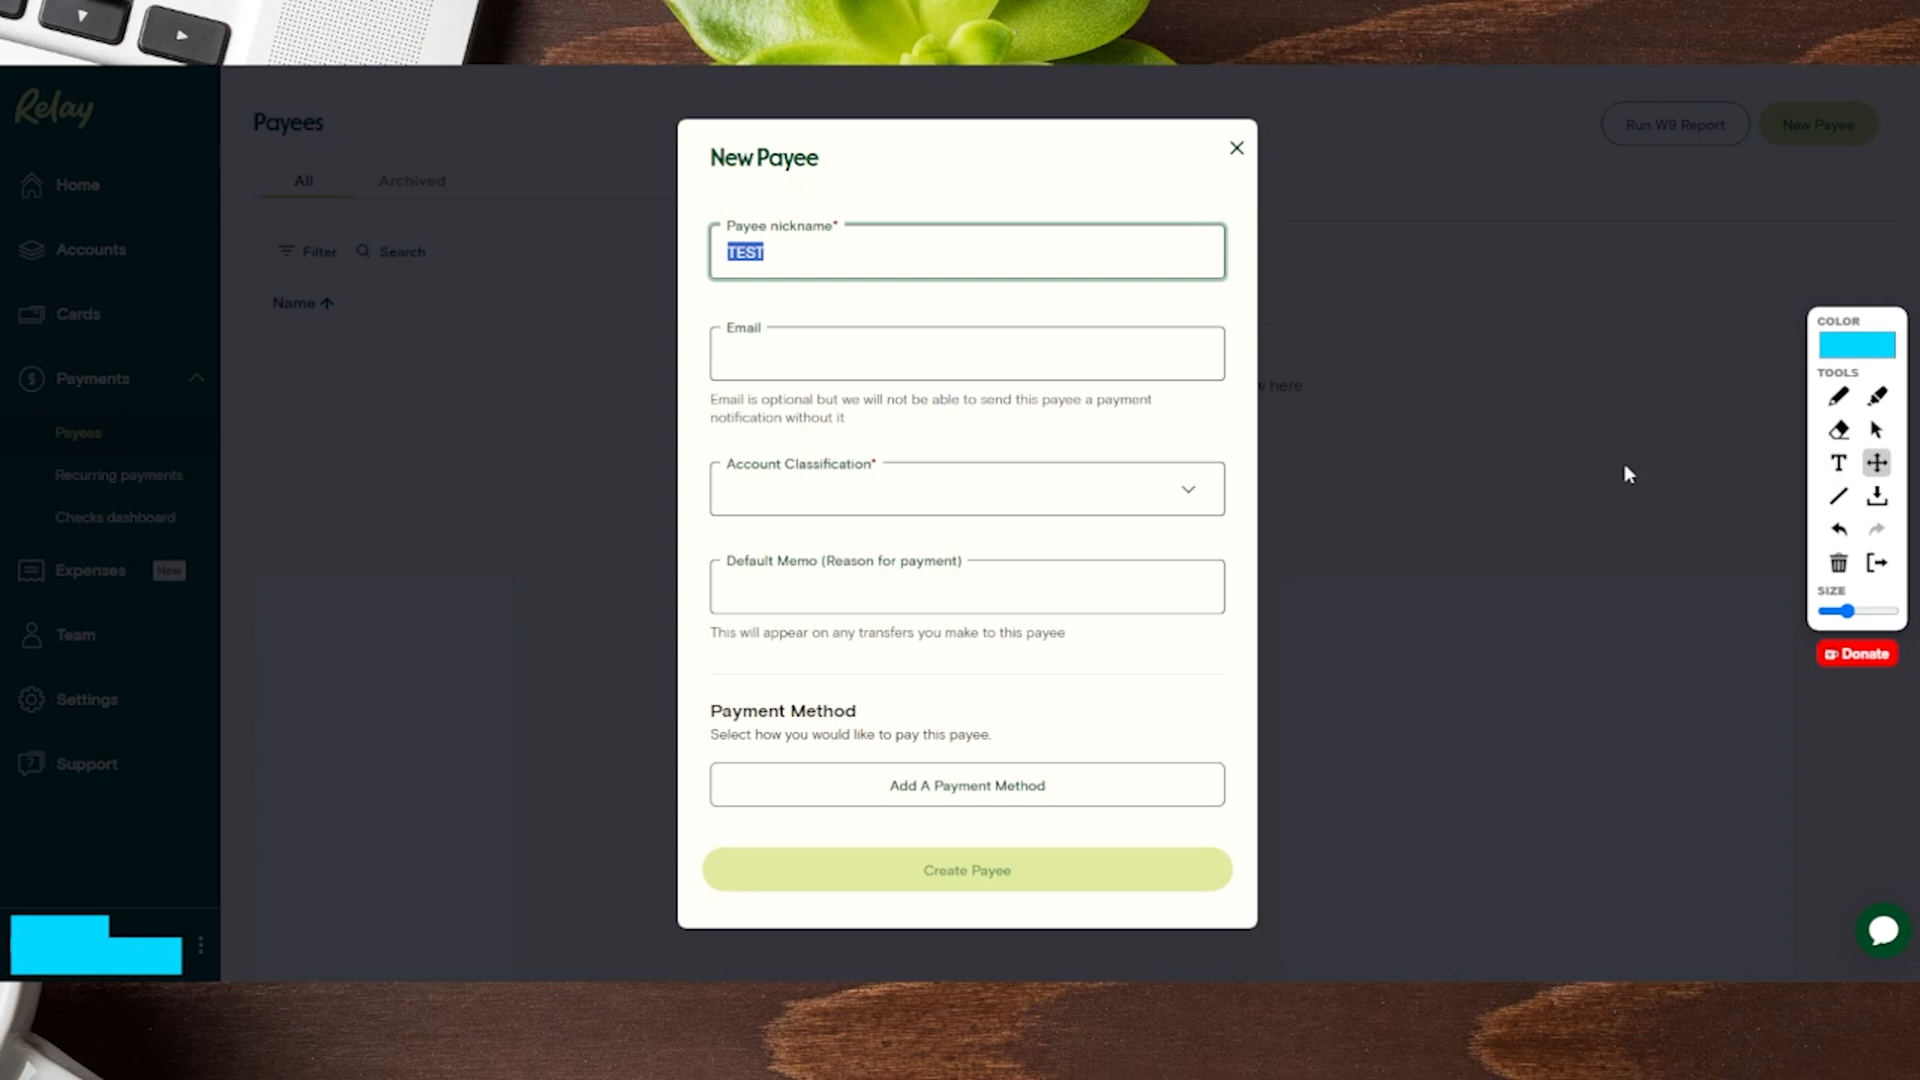 Relay
Home
Accounts
Cards
Payments
Payees
Recurring payments
Checks dashboard
Expenses New
Team
Settings
Support
Payees
Run W9 Report
New Payee
All
Archived
Filter
Search
Name
here
New Payee
Payee nickname*
TEST
Email
Email is optional but we will not be able to send this payee a payment
notification without it
Account Classification*
Default Memo (Reason for payment)
This will appear on any transfers you make to this payee
Payment Method
Select how you would like to pay this payee.
Add A Payment Method
Create Payee
COLOR
TOOLS
T
SIZE
Donate